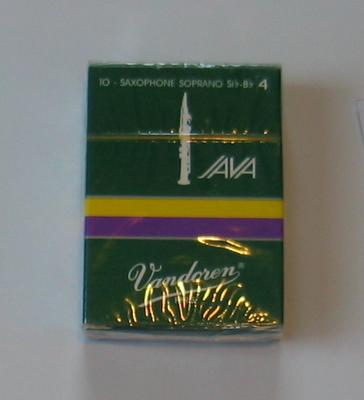 10 - SAXOPHONE SOPRANO Si♭-B♭ 4
JAVA
Vandoren®